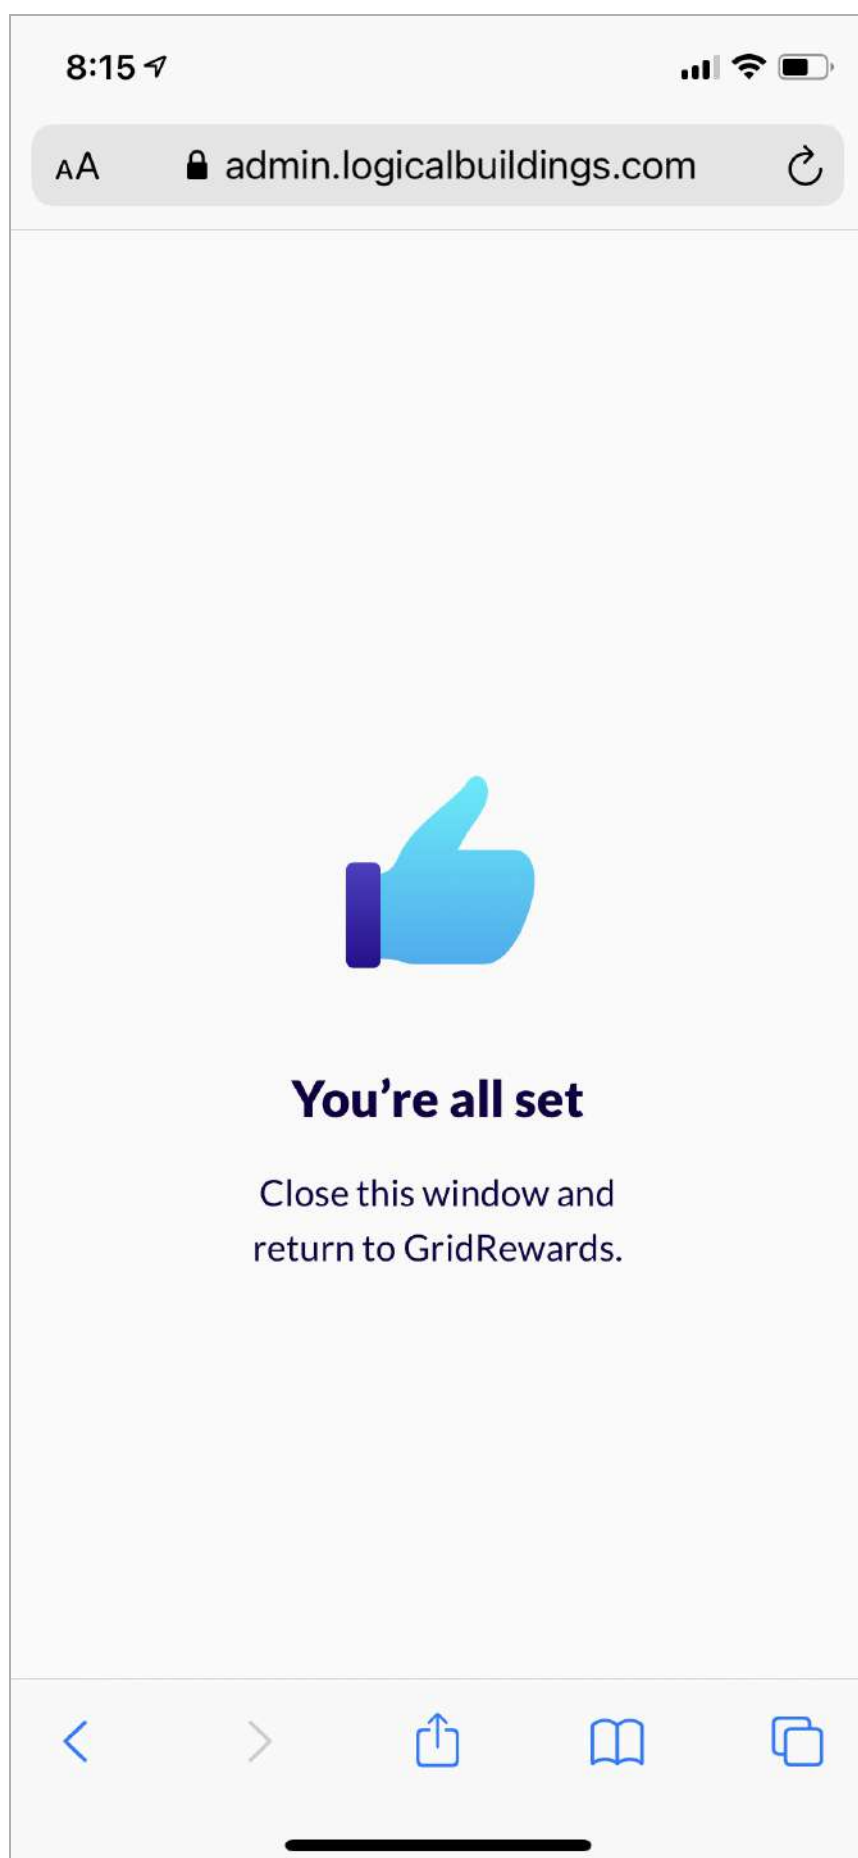 8:15
AA admin.logicalbuildings.com
You’re all set
Close this window and
return to GridRewards.